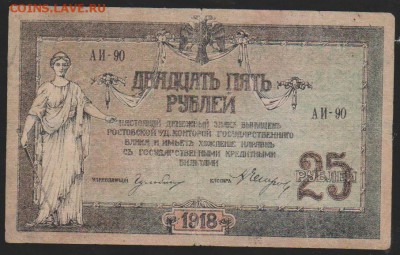 COINS.LAVE.RU
АИ-90
ДВАДЦАТЬ ПЯТЬ
РУБЛЕЙ
АИ-90
НАСТОЯЩІЙ ДЕНЕЖНЫЙ ЗНАКЪ ВЫПУЩЕНЪ
РОСТОВСКОЙ КОНТОРОЙ ГОСУДАРСТВЕННАГО
БАНКА И ИМѢЕТЪ ХОЖДЕНІЕ НАРАВНѢ
СЪ ГОСУДАРСТВЕННЫМИ КРЕДИТНЫМИ
БИЛЕТАМИ
УПРАВЛЯЮЩІЙ
КАССИРЪ
25
РУБЛЕЙ
1918